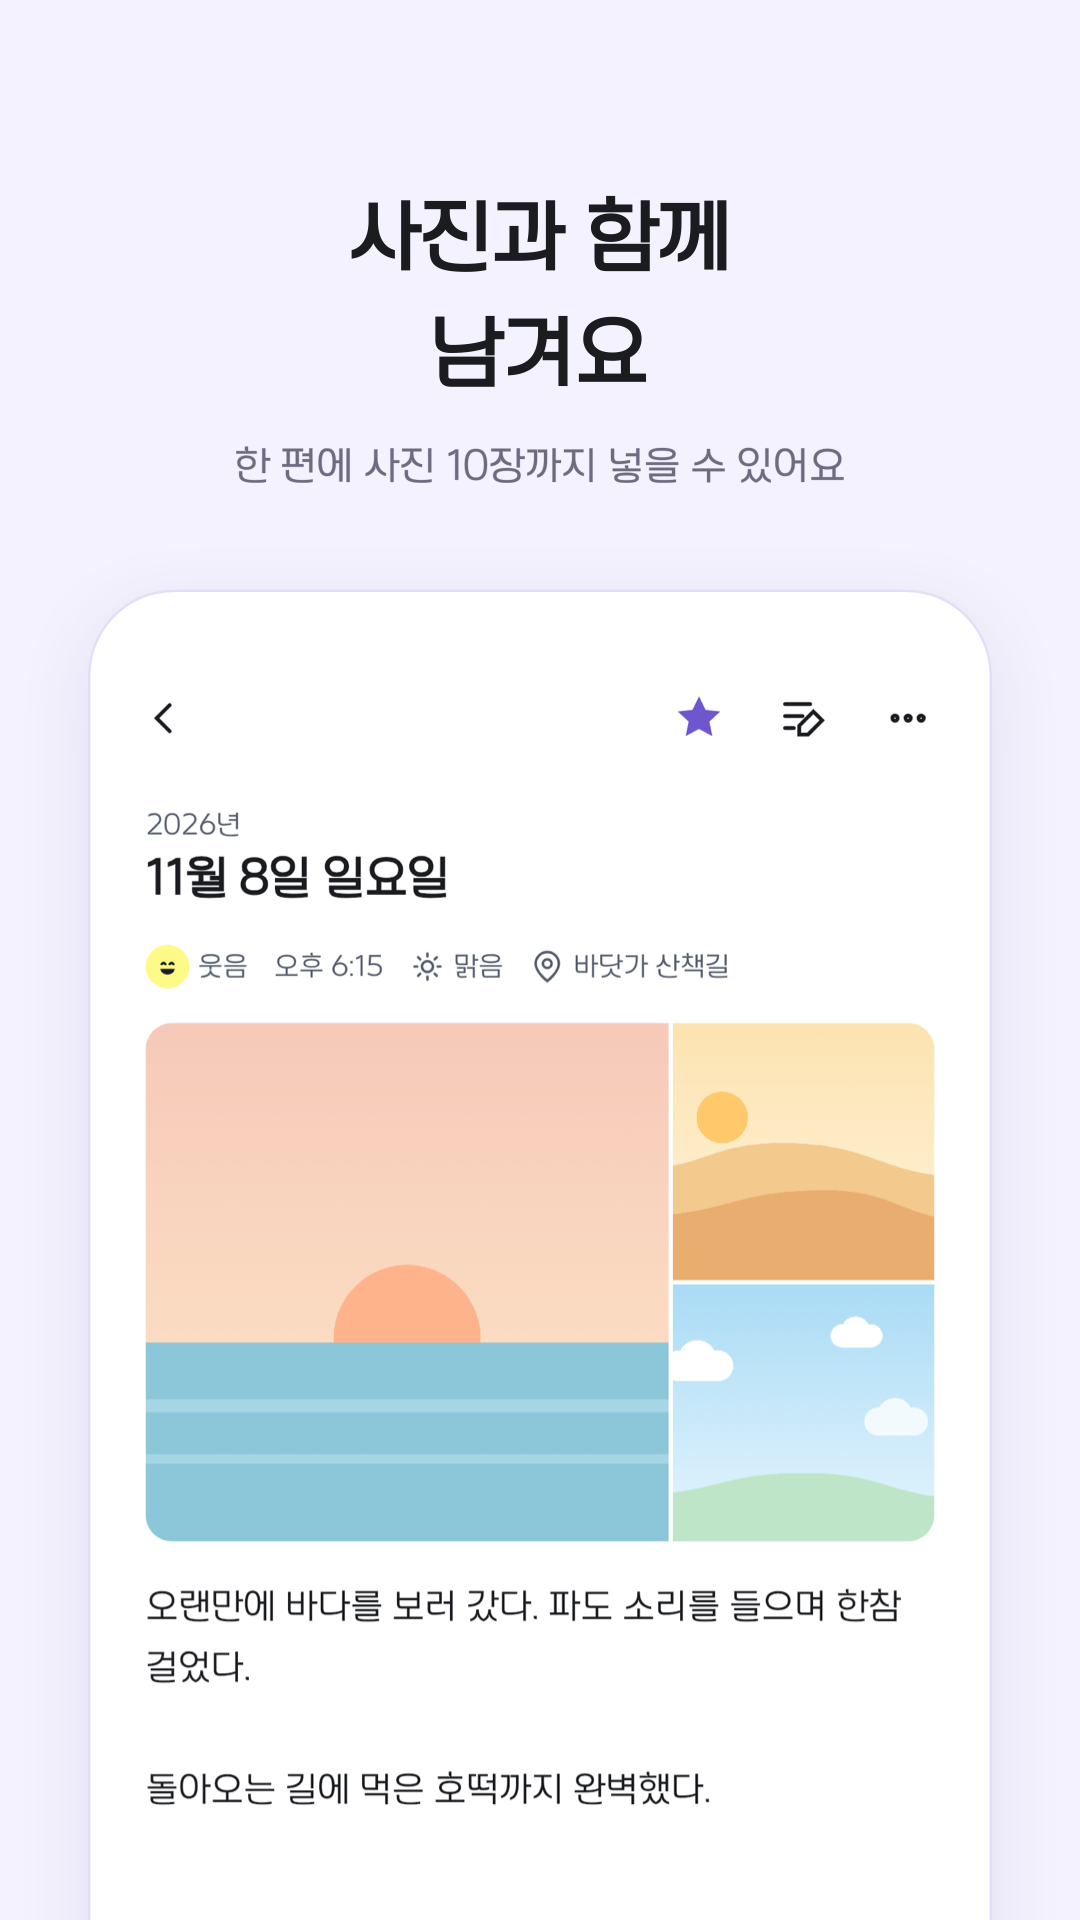 사진과 함께
남겨요
한 편에 사진 10장까지 넣을 수 있어요
2026년
11월 8일 일요일
웃음 오후 6:15 맑음 바닷가 산책길
오랜만에 바다를 보러 갔다. 파도 소리를 들으며 한참
걸었다.
돌아오는 길에 먹은 호떡까지 완벽했다.